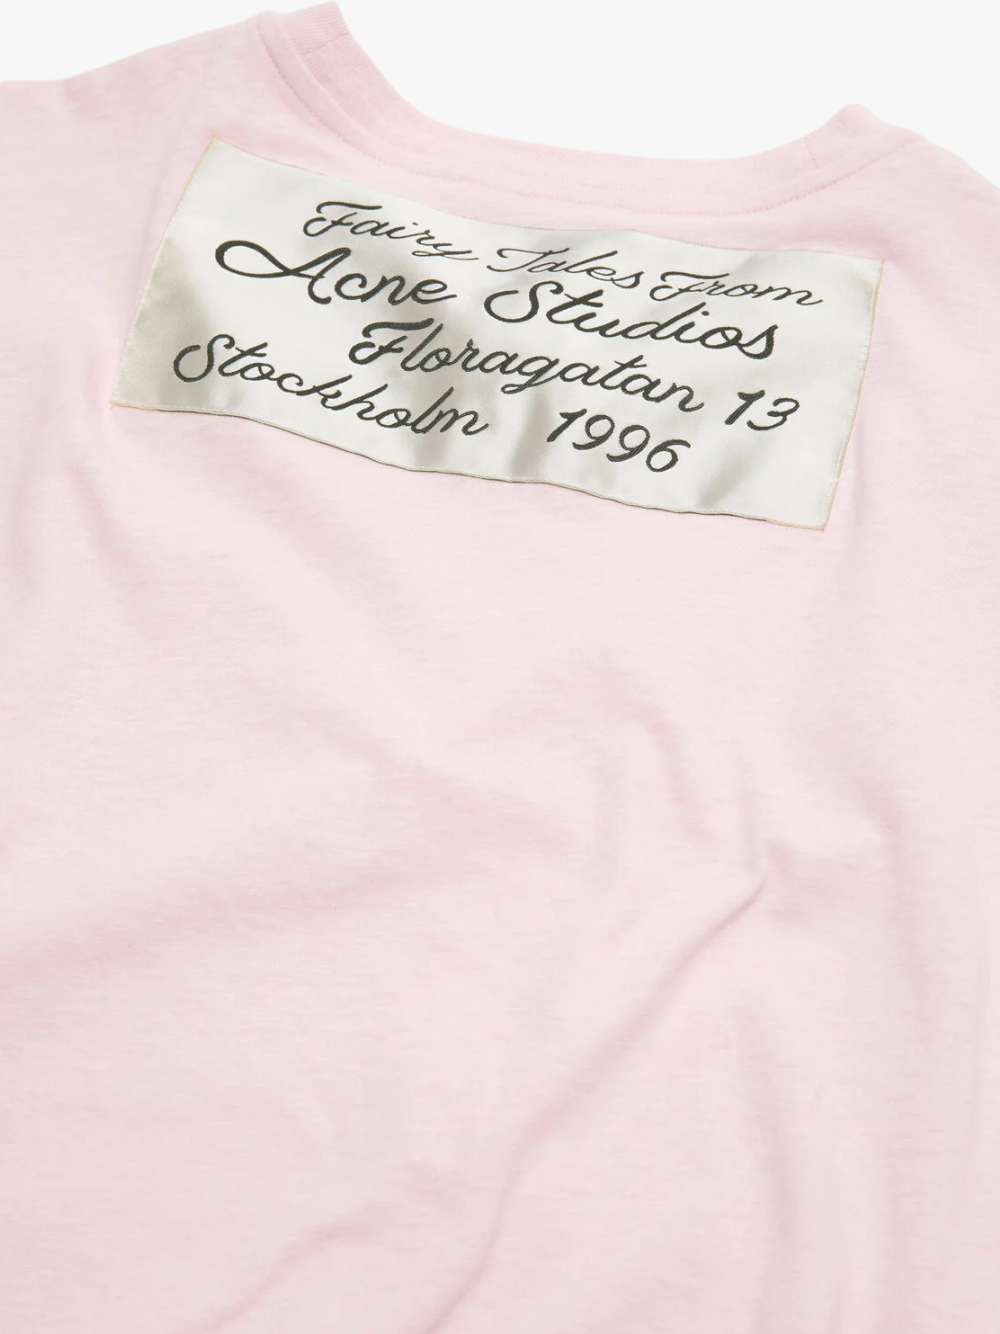 Fairy Tales From
Acne Studios
Floragatan 13
Stockholm 1996